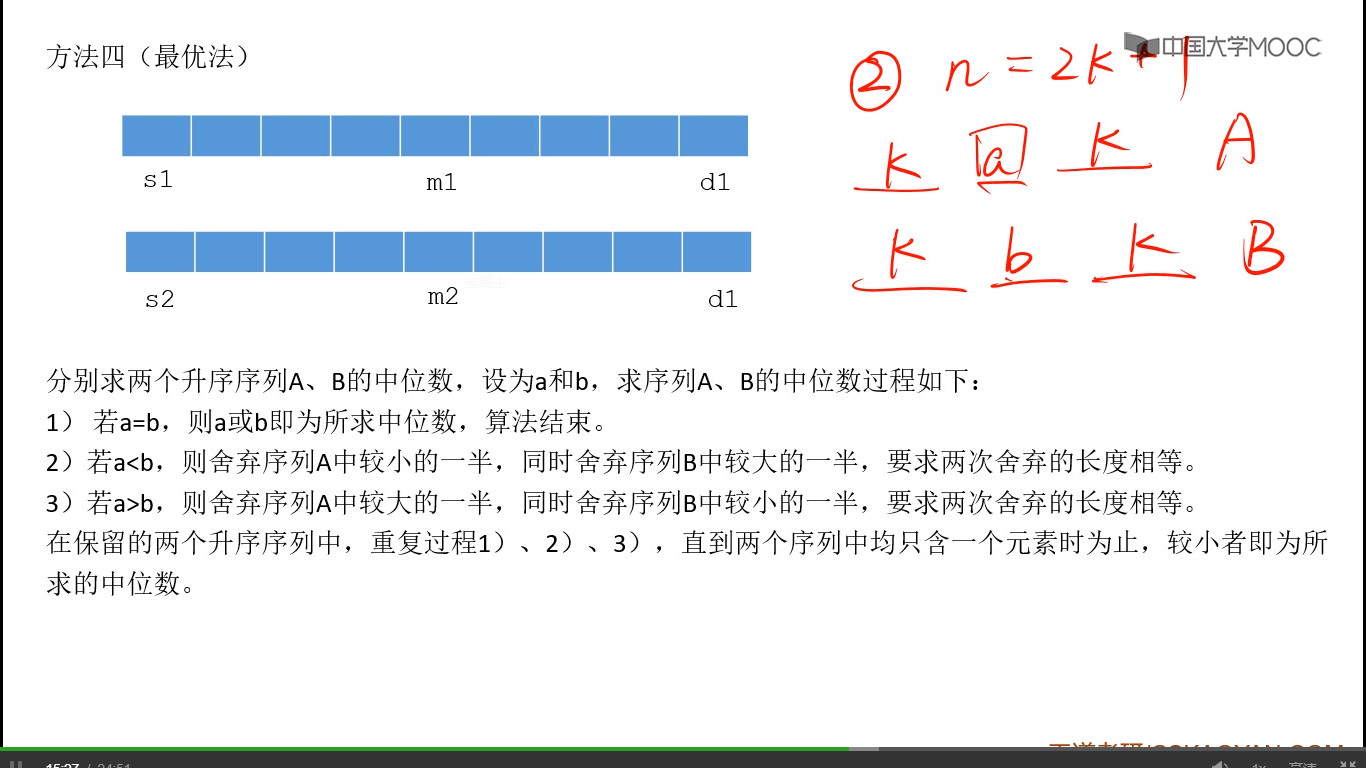 方法四（最优法）
中国大学MOOC
② n = 2k+1
k a k A
k b k B
s1 m1 d1
s2 m2 d1
分别求两个升序序列A、B的中位数，设为a和b，求序列A、B的中位数过程如下：
1） 若a=b，则a或b即为所求中位数，算法结束。
2）若a<b，则舍弃序列A中较小的一半，同时舍弃序列B中较大的一半，要求两次舍弃的长度相等。
3）若a>b，则舍弃序列A中较大的一半，同时舍弃序列B中较小的一半，要求两次舍弃的长度相等。
在保留的两个升序序列中，重复过程1）、2）、3），直到两个序列中均只含一个元素时为止，较小者即为所
求的中位数。